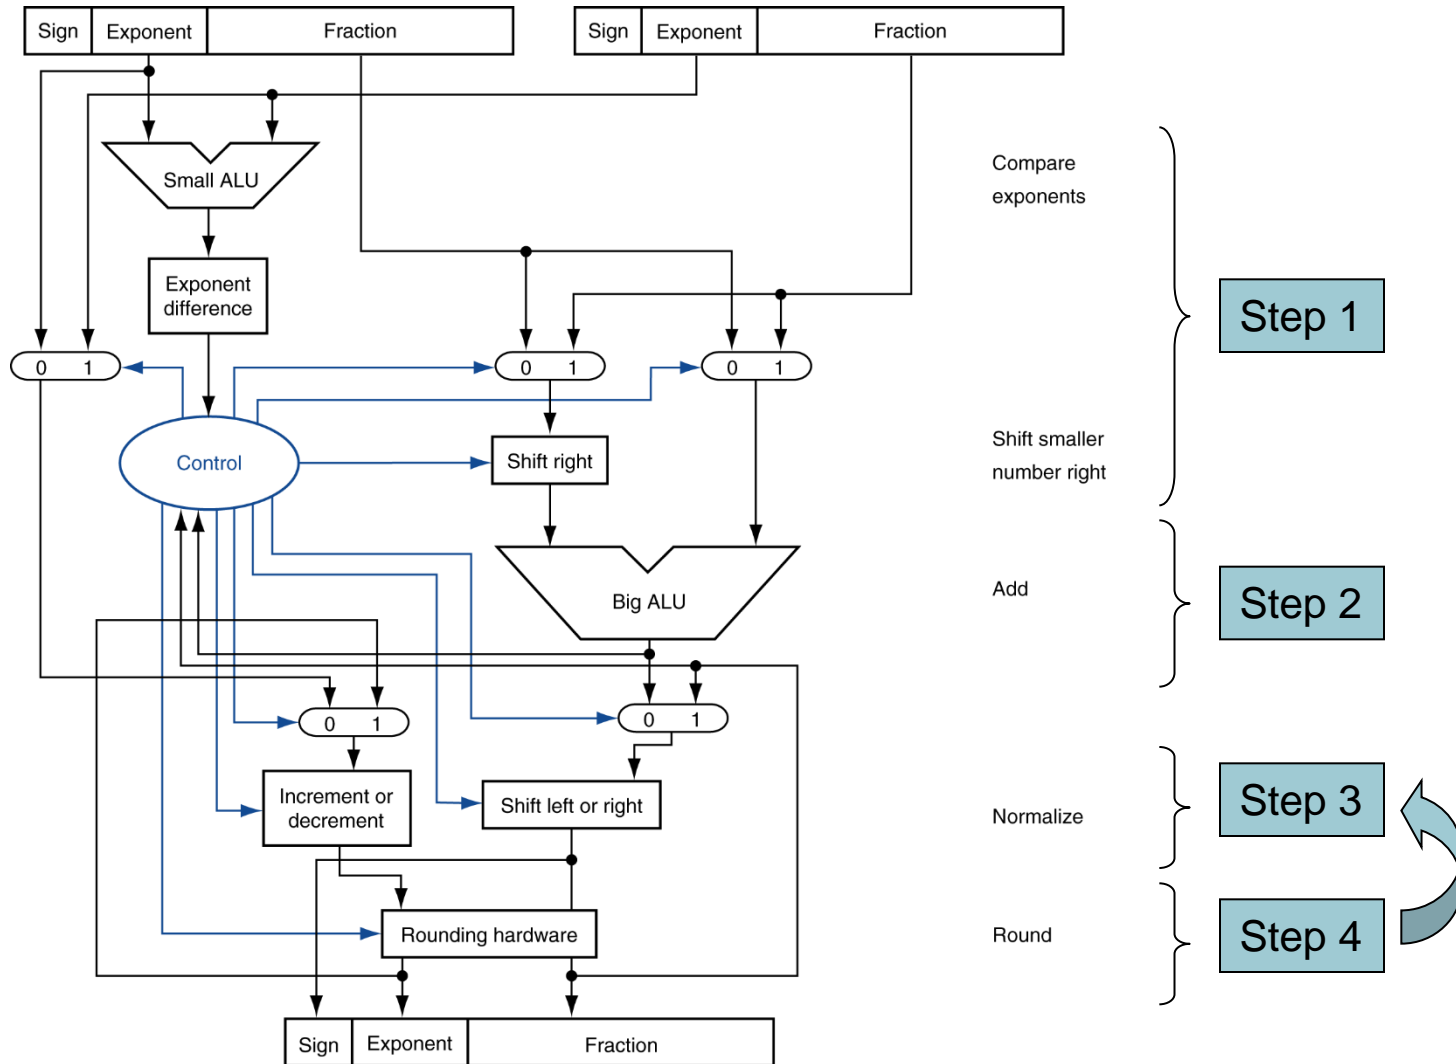 Sign Exponent Fraction Sign Exponent Fraction
Small ALU
Compare
exponents
Exponent
difference
Step 1
0 1 0 1 0 1
Control
Shift right
Shift smaller
number right
Big ALU
Add
Step 2
0 1 0 1
Increment or
decrement
Shift left or right
Normalize
Step 3
Rounding hardware
Round
Step 4
Sign Exponent Fraction